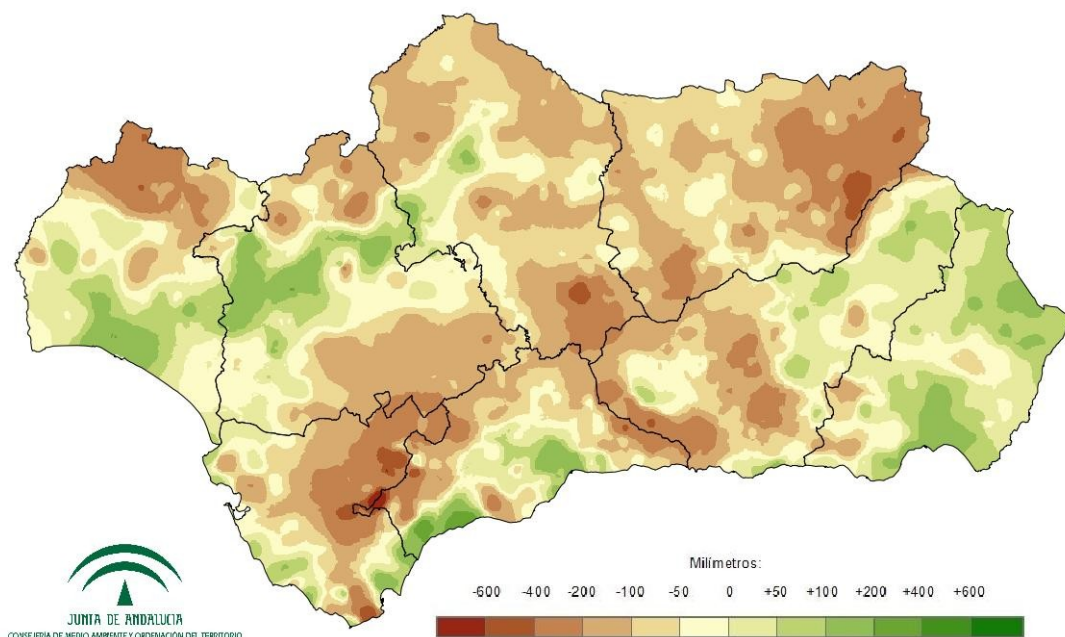 Milímetros:
-600 -400 -200 -100 -50 0 +50 +100 +200 +400 +600
JUNTA DE ANDALUCIA
CONSEJERÍA DE MEDIO AMBIENTE Y ORDENACIÓN DEL TERRITORIO